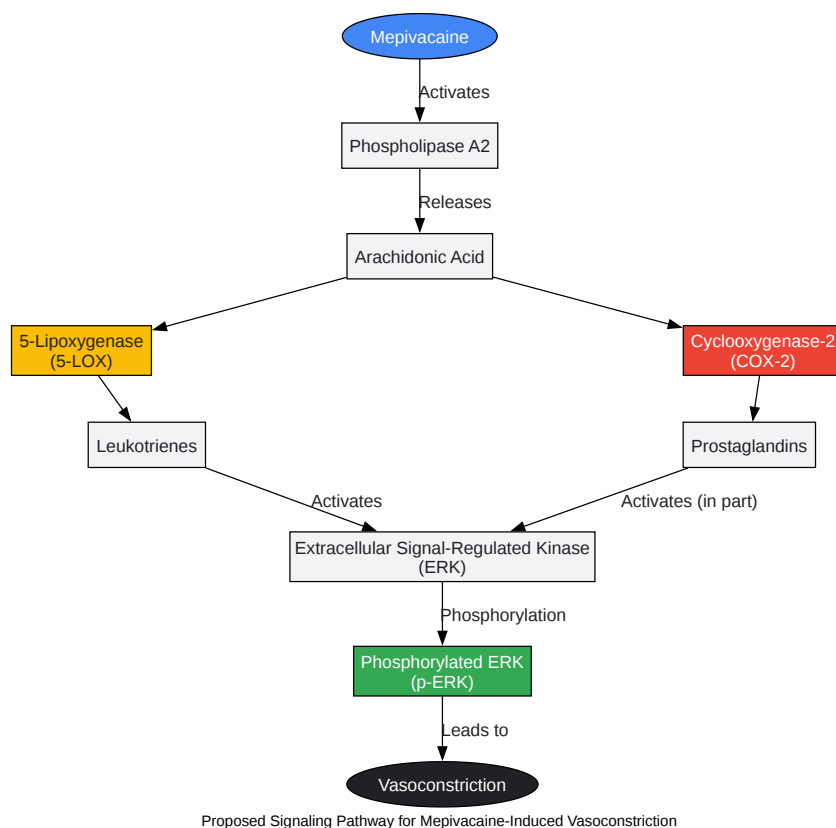 Mepivacaine
Activates
Phospholipase A2
Releases
Arachidonic Acid
5-Lipoxygenase
(5-LOX)
Cyclooxygenase-2
(COX-2)
Leukotrienes
Prostaglandins
Activates
Activates (in part)
Extracellular Signal-Regulated Kinase
(ERK)
Phosphorylation
Phosphorylated ERK
(p-ERK)
Leads to
Vasoconstriction
Proposed Signaling Pathway for Mepivacaine-Induced Vasoconstriction